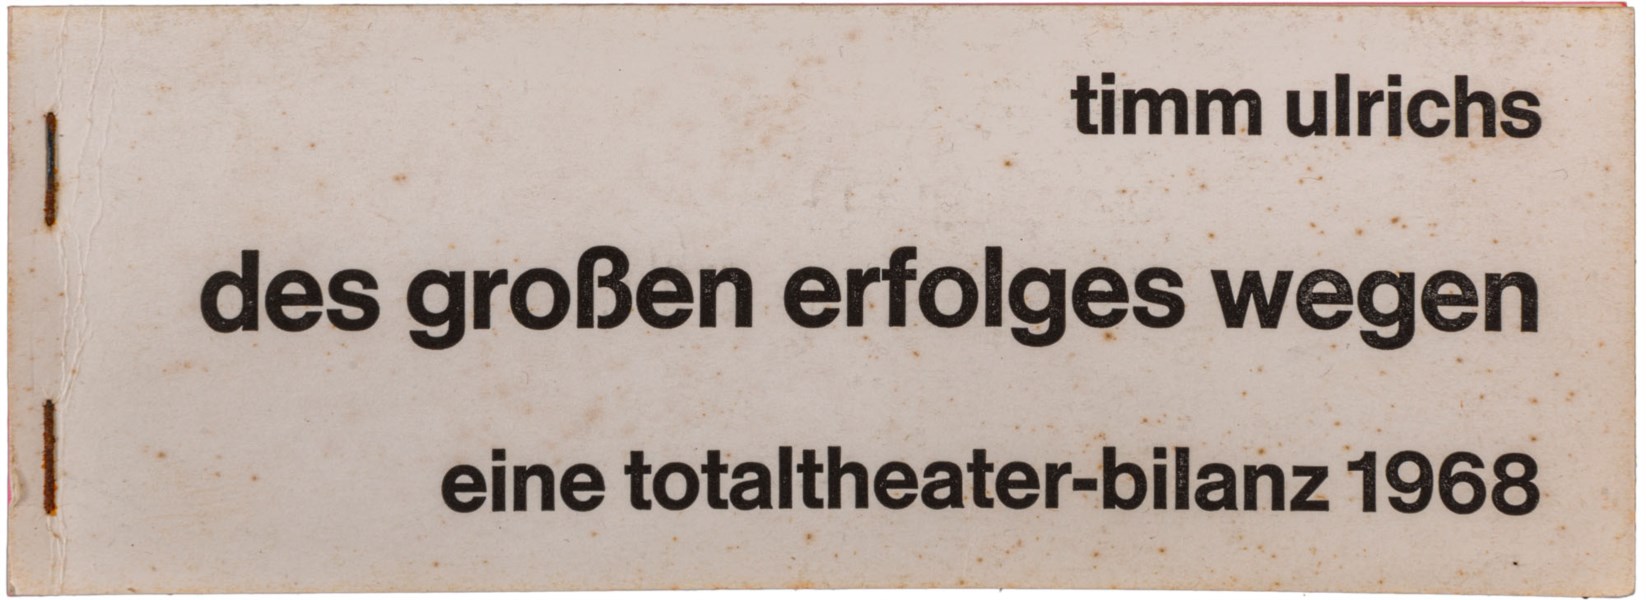 timm ulrichs
des großen erfolges wegen
eine totaltheater-bilanz 1968